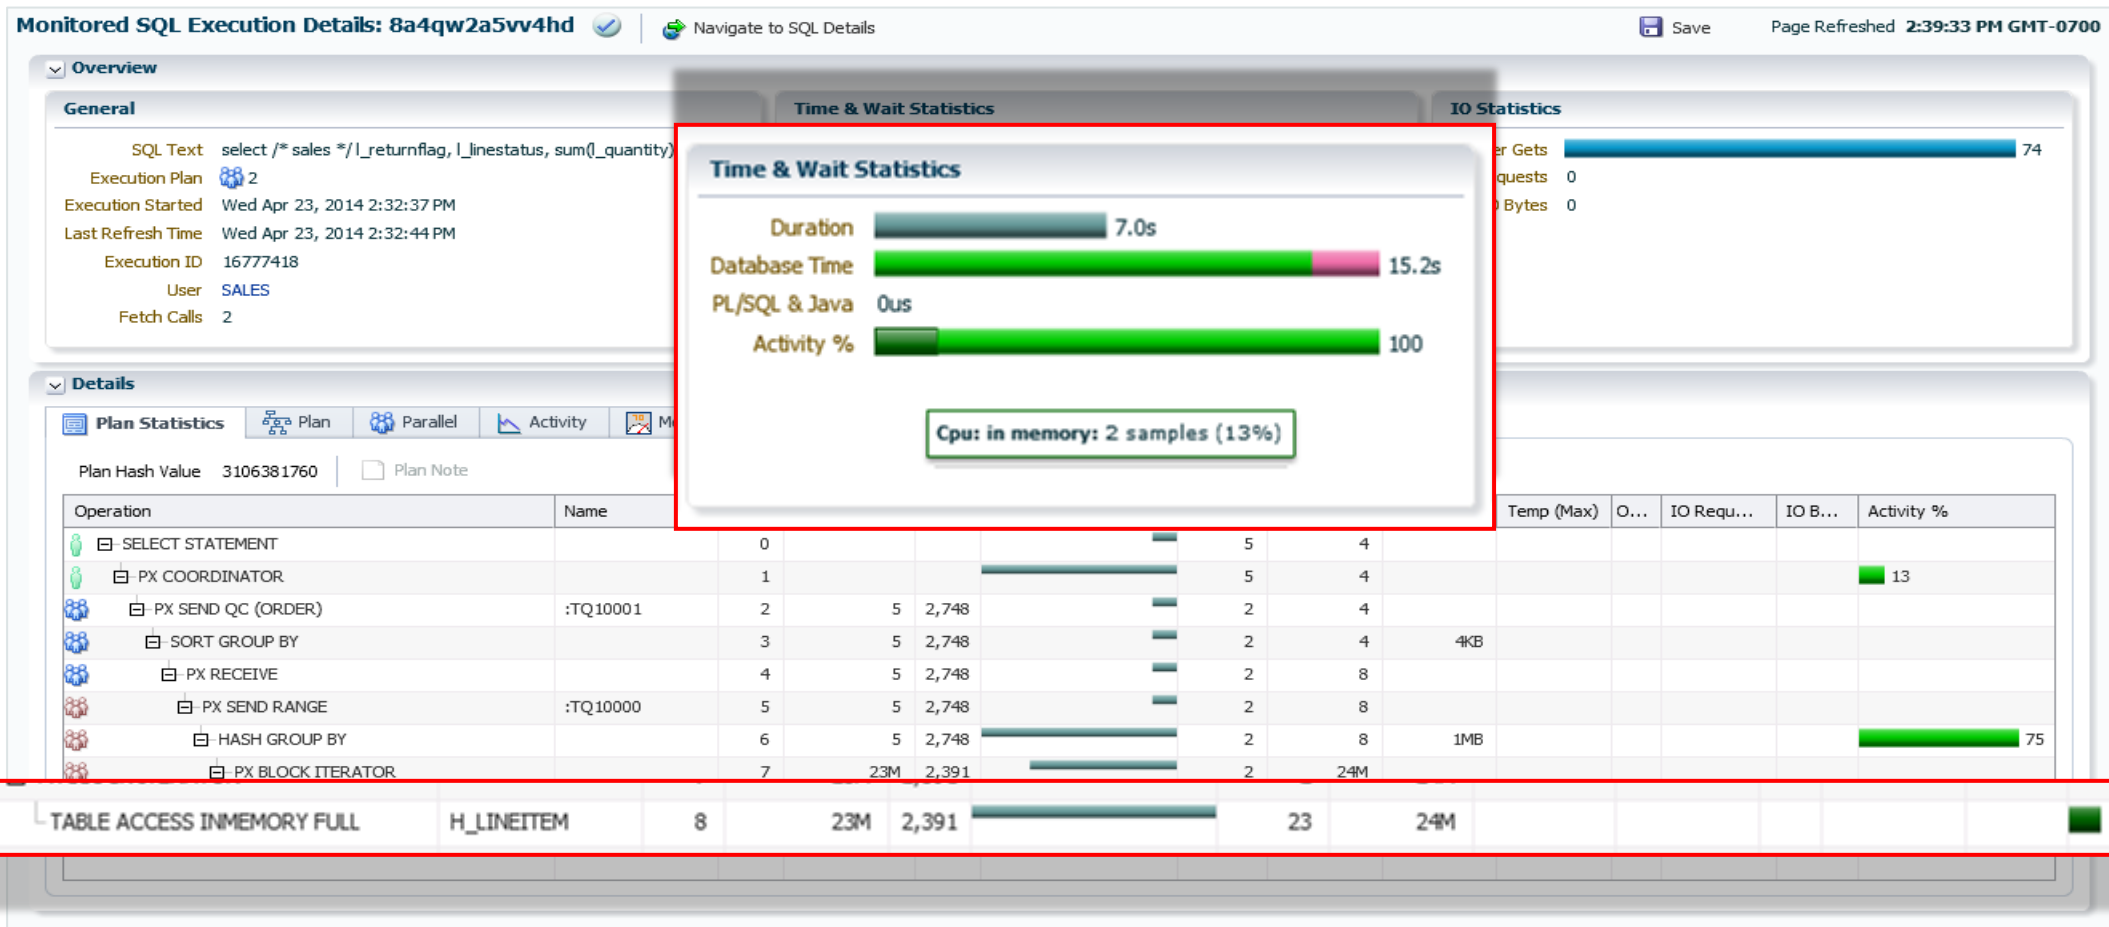 Monitored SQL Execution Details: 8a4qw2a5vv4hd Navigate to SQL Details Save Page Refreshed 2:39:33 PM GMT-0700
Overview
General Time & Wait Statistics IO Statistics
SQL Text select /* sales */ l_returnflag, l_linestatus, sum(l_quantity)
Execution Plan 2
Execution Started Wed Apr 23, 2014 2:32:37 PM
Last Refresh Time Wed Apr 23, 2014 2:32:44 PM
Execution ID 16777418
User SALES
Fetch Calls 2
Time & Wait Statistics
Duration 7.0s
Database Time 15.2s
PL/SQL & Java 0us
Activity % 100
Cpu: in memory: 2 samples (13%)
Gets 74
0
Bytes 0
Details
Plan Statistics Plan Parallel Activity
Plan Hash Value 3106381760 Plan Note
Operation Name Temp (Max) O... IO Requ... IO B... Activity %
SELECT STATEMENT 0 5 4
PX COORDINATOR 1 5 4 13
PX SEND QC (ORDER) :TQ10001 2 5 2,748 2 4
SORT GROUP BY 3 5 2,748 2 4 4KB
PX RECEIVE 4 5 2,748 2 8
PX SEND RANGE :TQ10000 5 5 2,748 2 8
HASH GROUP BY 6 5 2,748 2 8 1MB 75
PX BLOCK ITERATOR 7 23M 2,391 2 24M
TABLE ACCESS INMEMORY FULL H_LINEITEM 8 23M 2,391 23 24M